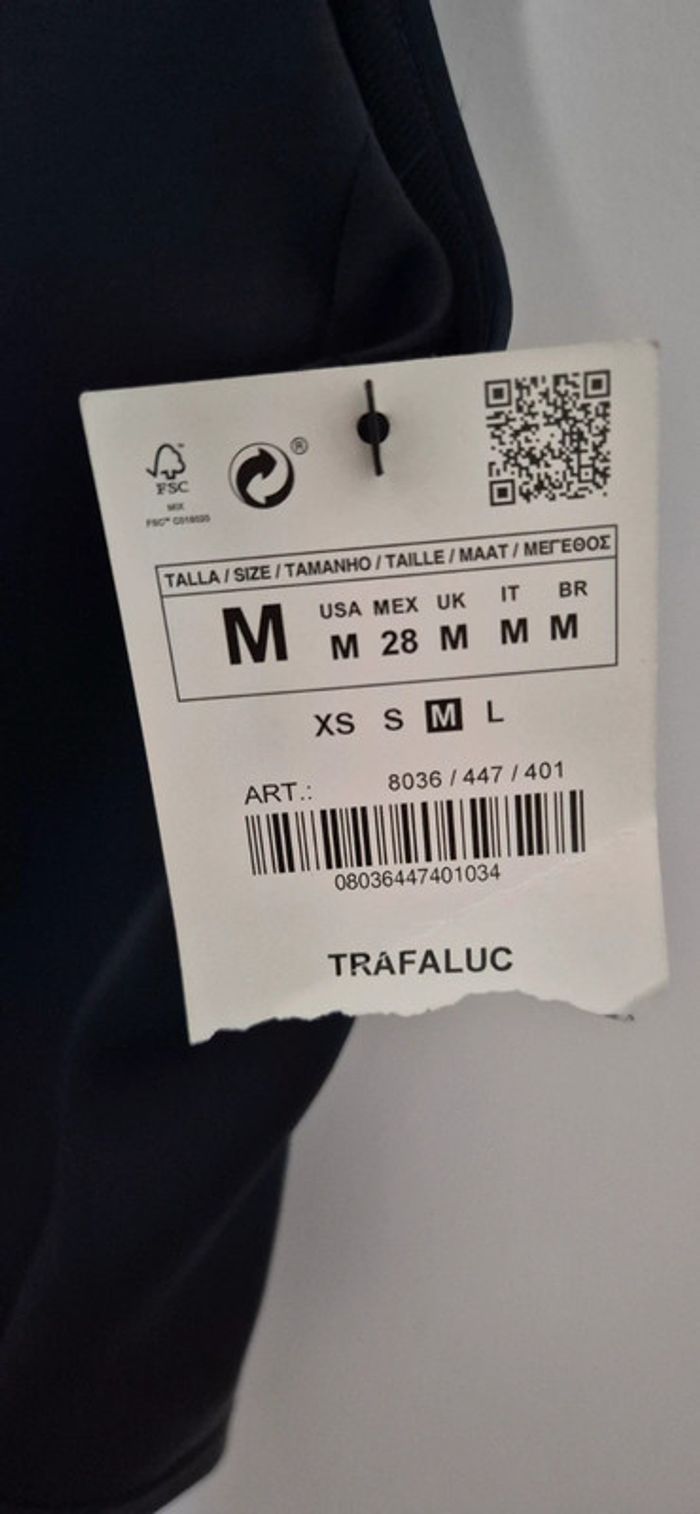 ®
FSC
MIX
TALLA / SIZE / TAMANHO / TAILLE / MAAT / ΜΕΓΕΘΟΣ
USA MEX UK IT BR
M M 28 M M M
XS S M L
ART.: 8036 / 447 / 401
08036447401034
TRAFALUC